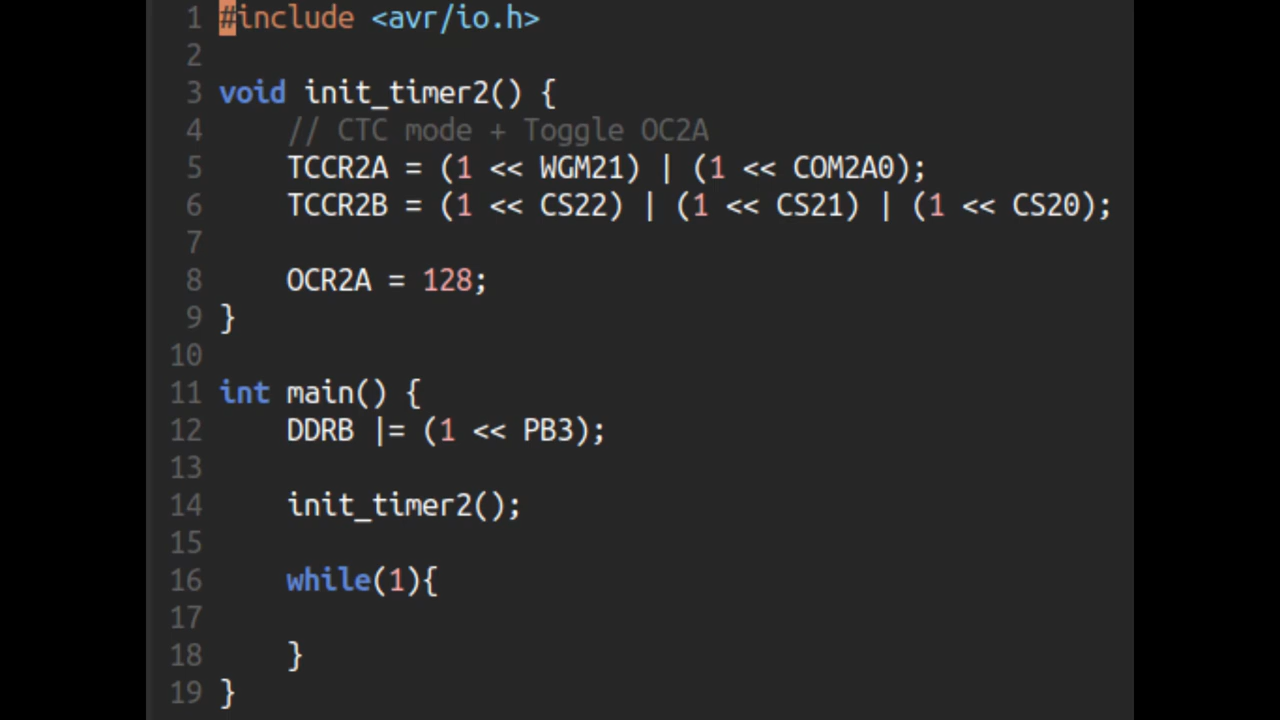 1 #include <avr/io.h>
2
3 void init_timer2() {
4     // CTC mode + Toggle OC2A
5     TCCR2A = (1 << WGM21) | (1 << COM2A0);
6     TCCR2B = (1 << CS22) | (1 << CS21) | (1 << CS20);
7
8     OCR2A = 128;
9 }
10
11 int main() {
12     DDRB |= (1 << PB3);
13
14     init_timer2();
15
16     while(1){
17
18     }
19 }